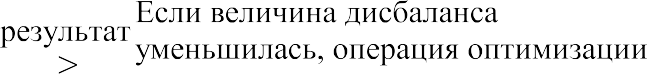 результат
>
Если величина дисбаланса
уменьшилась, операция оптимизации